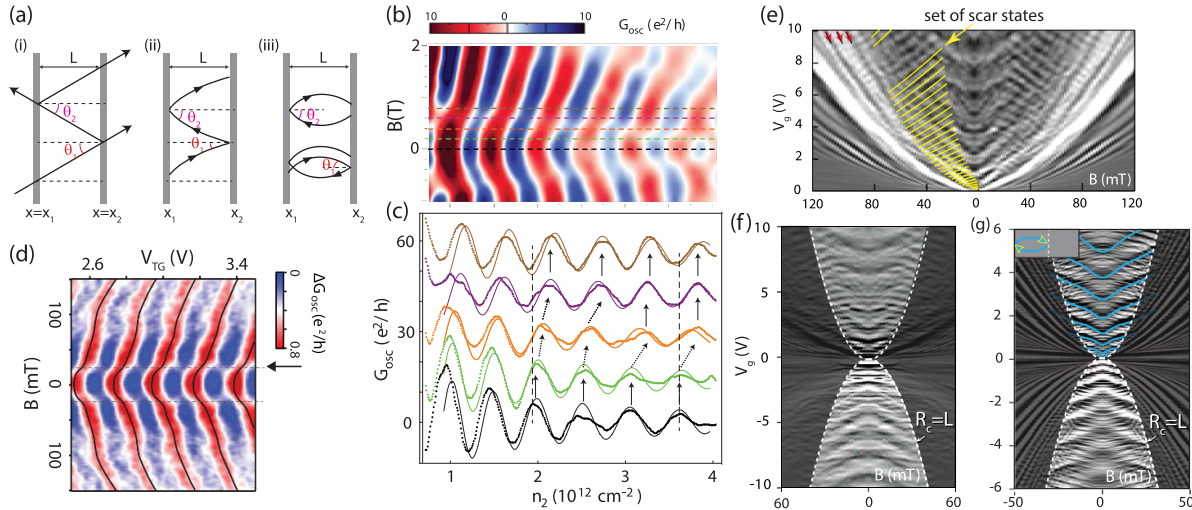 (a)
(i)
(ii)
(iii)
L
L
L
θ2
θ1
θ2
θ1
θ2
θ1
x=x1
x=x2
x1
x2
x1
x2
(b)
10
0
10
Gosc (e²/h)
2
1
0
B(T)
(c)
60
30
0
Gosc (e²/ h)
1
2
3
4
n2 (10¹² cm⁻²)
(d)
VTG (V)
2.6
3.4
100
0
100
B (mT)
0
0.8
ΔGosc (e²/h)
(e)
set of scar states
10
8
6
4
2
0
Vg (V)
B (mT)
120
80
40
0
40
80
120
(f)
10
5
0
-5
-10
Vg (V)
Rc=L
B (mT)
60
0
60
(g)
6
4
2
0
-2
-4
-6
Rc=L
B (mT)
-50
0
50